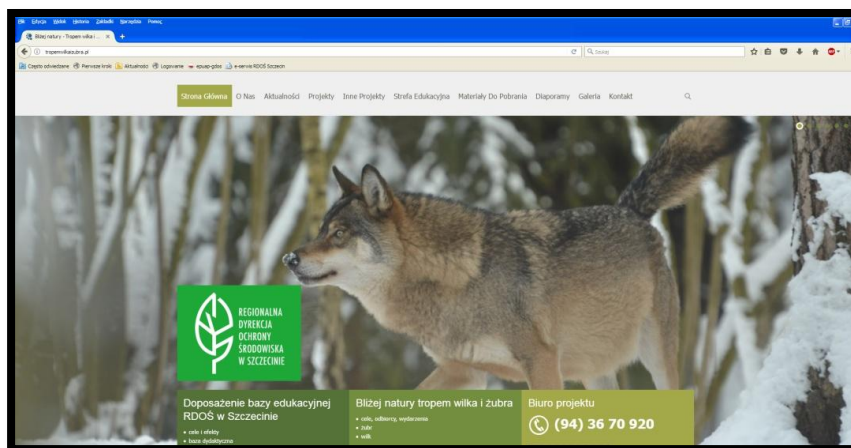 Plik Edycja Widok Historia Zakładki Narzędzia Pomoc
Bliżej natury - Tropem wilka i ...
tropemwilkaizubra.pl
Szukaj
Często odwiedzane Pierwsze kroki Aktualności Logowanie epuap-gdos e-serwis RDOŚ Szczecin
Strona Główna O Nas Aktualności Projekty Inne Projekty Strefa Edukacyjna Materiały Do Pobrania Diaporamy Galeria Kontakt
REGIONALNA
DYREKCJA
OCHRONY
ŚRODOWISKA
W SZCZECINIE
Doposażenie bazy edukacyjnej
RDOŚ w Szczecinie
• cele i efekty
• baza dydaktyczna
Bliżej natury tropem wilka i żubra
• cele, odbiorcy, wydarzenia
• żubr
• wilk
Biuro projektu
(94) 36 70 920